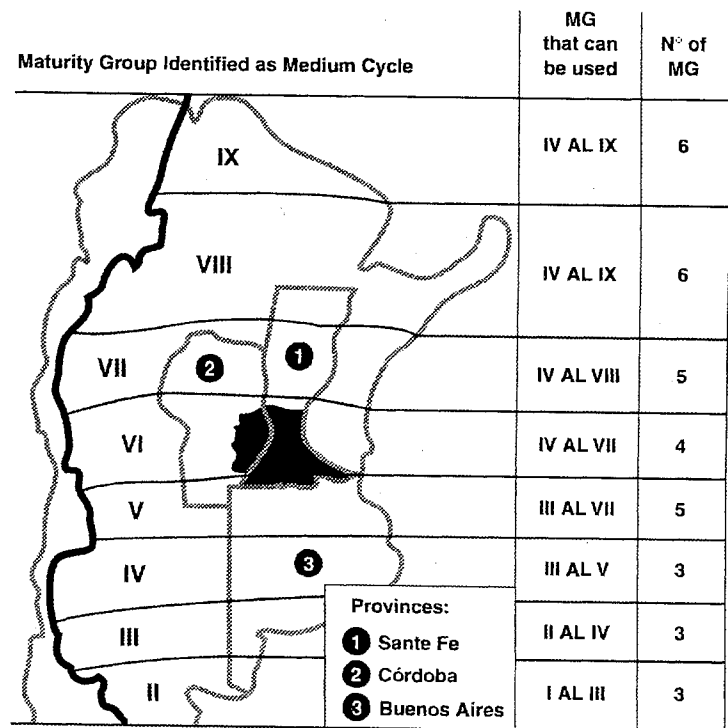 MG
that can
be used
N° of
MG
Maturity Group Identified as Medium Cycle
IX
IV AL IX
6
VIII
IV AL IX
6
VII
2
1
IV AL VIII
5
VI
IV AL VII
4
V
III AL VII
5
IV
3
III AL V
3
Provinces:
III
1 Sante Fe
II AL IV
3
2 Córdoba
II
3 Buenos Aires
I AL III
3